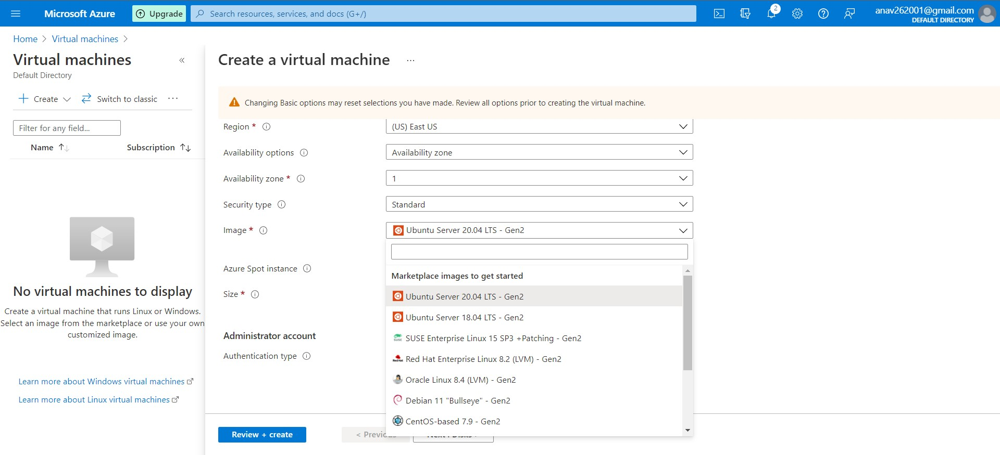 Microsoft Azure
Upgrade
Search resources, services, and docs (G+/)
2
anav262001@gmail.com
DEFAULT DIRECTORY
Home > Virtual machines >
Virtual machines
«
Default Directory
+ Create
Switch to classic
...
Filter for any field...
Name
Subscription
No virtual machines to display
Create a virtual machine that runs Linux or Windows.
Select an image from the marketplace or use your own
customized image.
Learn more about Windows virtual machines
Learn more about Linux virtual machines
Create a virtual machine
...
Changing Basic options may reset selections you have made. Review all options prior to creating the virtual machine.
Region *
(US) East US
Availability options
Availability zone
Availability zone *
1
Security type
Standard
Image *
Ubuntu Server 20.04 LTS - Gen2
Marketplace images to get started
Ubuntu Server 20.04 LTS - Gen2
Ubuntu Server 18.04 LTS - Gen2
SUSE
SUSE Enterprise Linux 15 SP3 +Patching - Gen2
Red Hat
Red Hat Enterprise Linux 8.2 (LVM) - Gen2
Oracle Linux 8.4 (LVM) - Gen2
Debian 11 "Bullseye" - Gen2
CentOS-based 7.9 - Gen2
Azure Spot instance
Size *
Administrator account
Authentication type
Review + create
< Previous
Next : Disks >